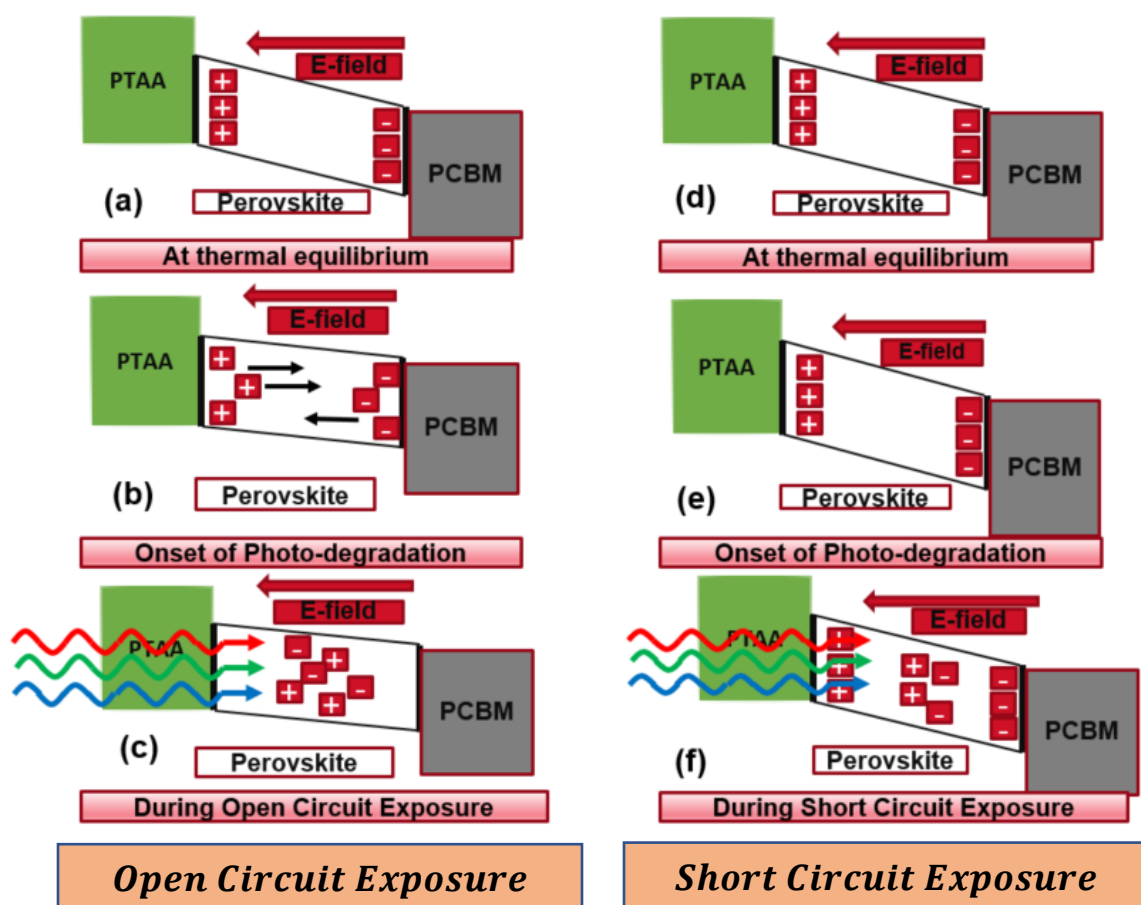 PTAA
E-field
+
+
+
-
-
-
PCBM
(a)
Perovskite
At thermal equilibrium
E-field
PTAA
+
+
+
-
-
-
PCBM
(b)
Perovskite
Onset of Photo-degradation
E-field
PTAA
-
+
-
+
-
+
PCBM
(c)
Perovskite
During Open Circuit Exposure
Open Circuit Exposure
E-field
PTAA
+
+
+
-
-
-
PCBM
(d)
Perovskite
At thermal equilibrium
E-field
PTAA
+
+
+
-
-
-
PCBM
(e)
Perovskite
Onset of Photo-degradation
E-field
PTAA
+
+
+
+
-
+
-
-
-
-
PCBM
(f)
Perovskite
During Short Circuit Exposure
Short Circuit Exposure